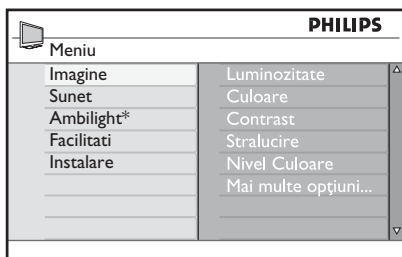 PHILIPS
Meniu
Imagine
Sunet
Ambilight*
Facilitati
Instalare
Luminozitate
Culoare
Contrast
Stralucire
Nivel Culoare
Mai multe opţiuni...